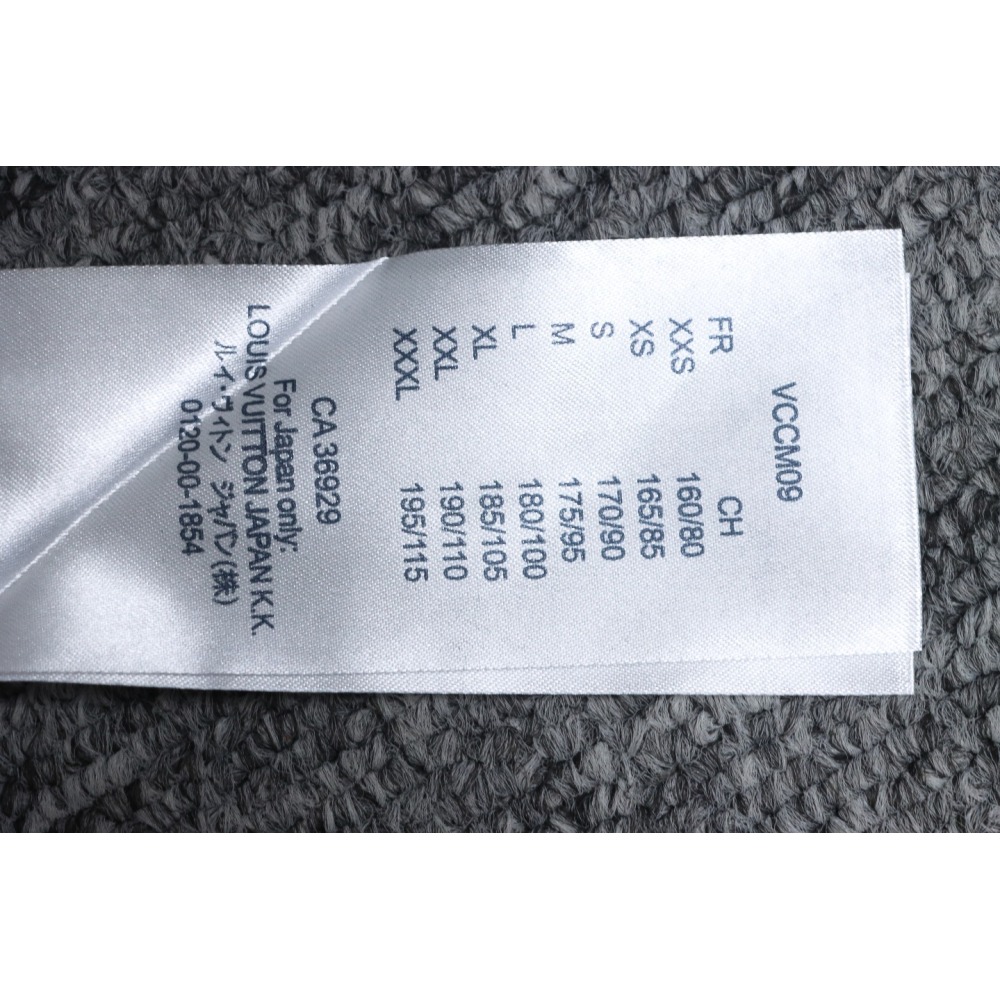 VCCM09
FR CH
XXS 160/80
XS 165/85
S 170/90
M 175/95
L 180/100
XL 185/105
XXL 190/110
XXXL 195/115
CA 36929
For Japan only:
LOUIS VUITTON JAPAN K.K.
ルイ・ヴィトン ジャパン(株)
0120-00-1854